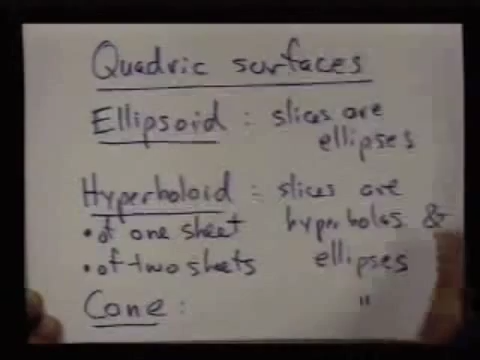 Quadric surfaces
Ellipsoid : slices are
ellipses
Hyperboloid : slices are
• of one sheet hyperbolas &
• of two sheets ellipses
Cone : "